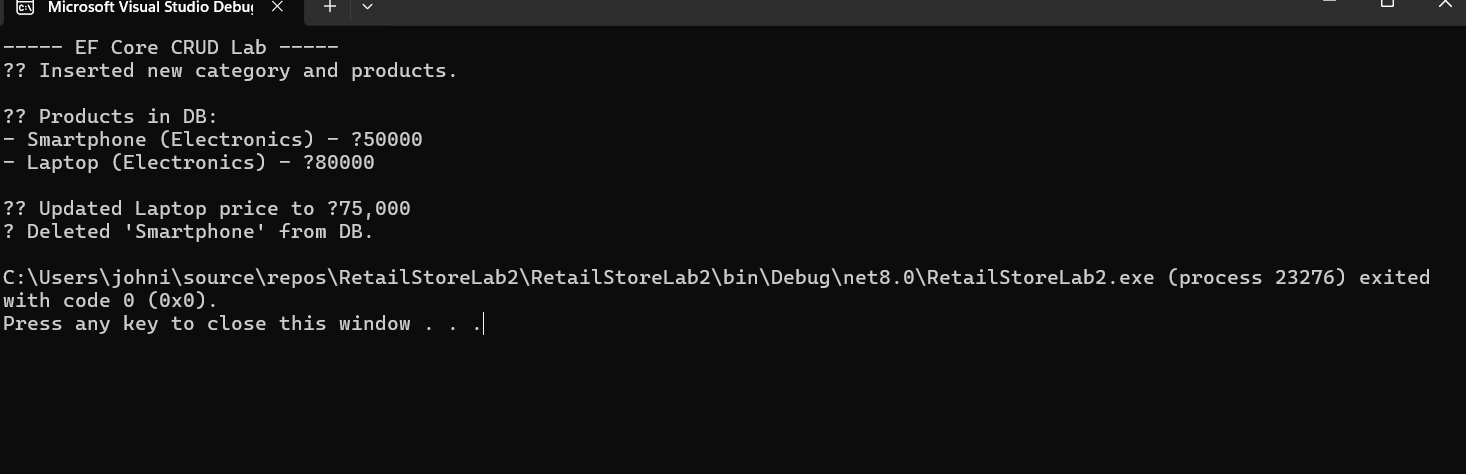 Microsoft Visual Studio Debug
----- EF Core CRUD Lab -----
?? Inserted new category and products.
?? Products in DB:
- Smartphone (Electronics) - ?50000
- Laptop (Electronics) - ?80000
?? Updated Laptop price to ?75,000
? Deleted 'Smartphone' from DB.
C:\Users\johni\source\repos\RetailStoreLab2\RetailStoreLab2\bin\Debug\net8.0\RetailStoreLab2.exe (process 23276) exited
with code 0 (0x0).
Press any key to close this window . . .